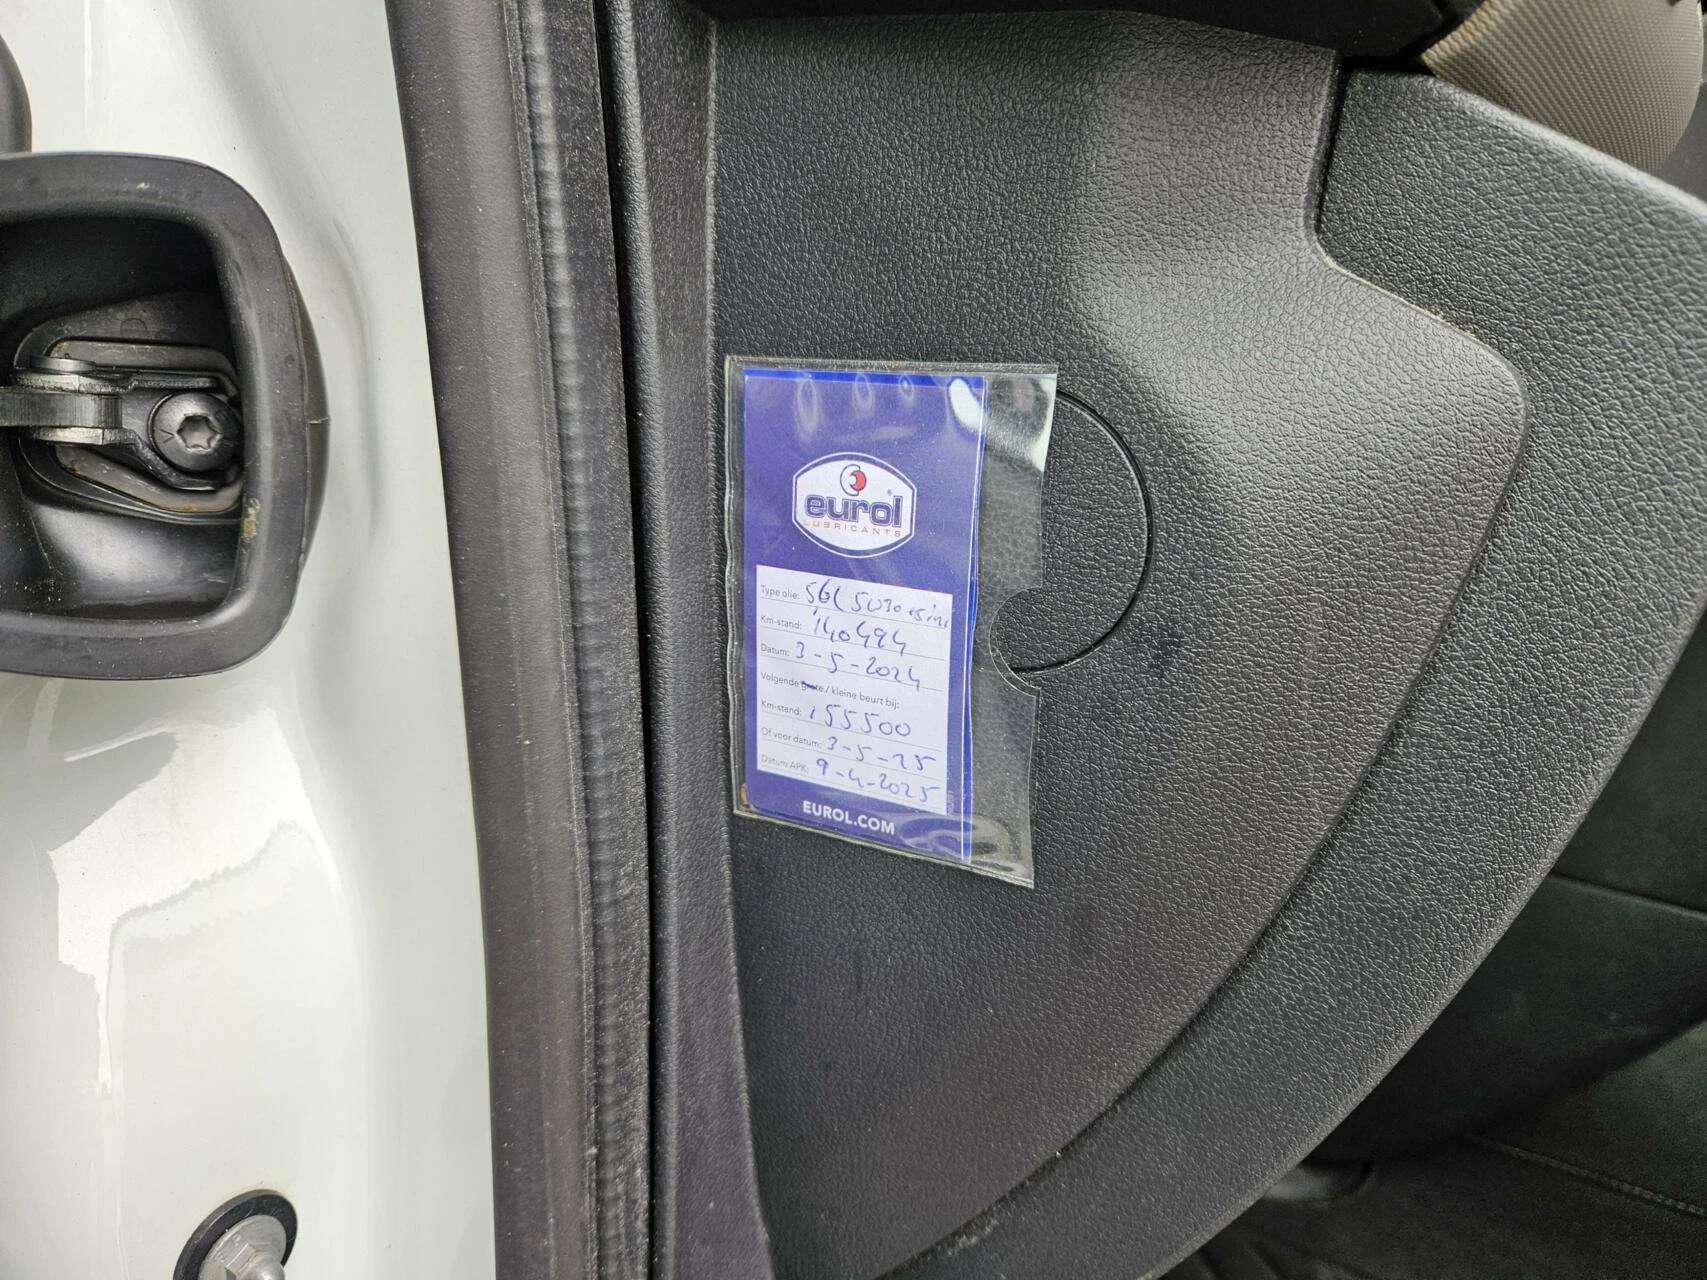 eurol
LUBRICANTS
Type olie: 5030
Km-stand: 140494
Datum: 3-5-2024
Volgende grote / kleine beurt bij:
Km-stand: 155500
Of voor datum: 3-5-25
Datum APK: 9-4-2025
EUROL.COM